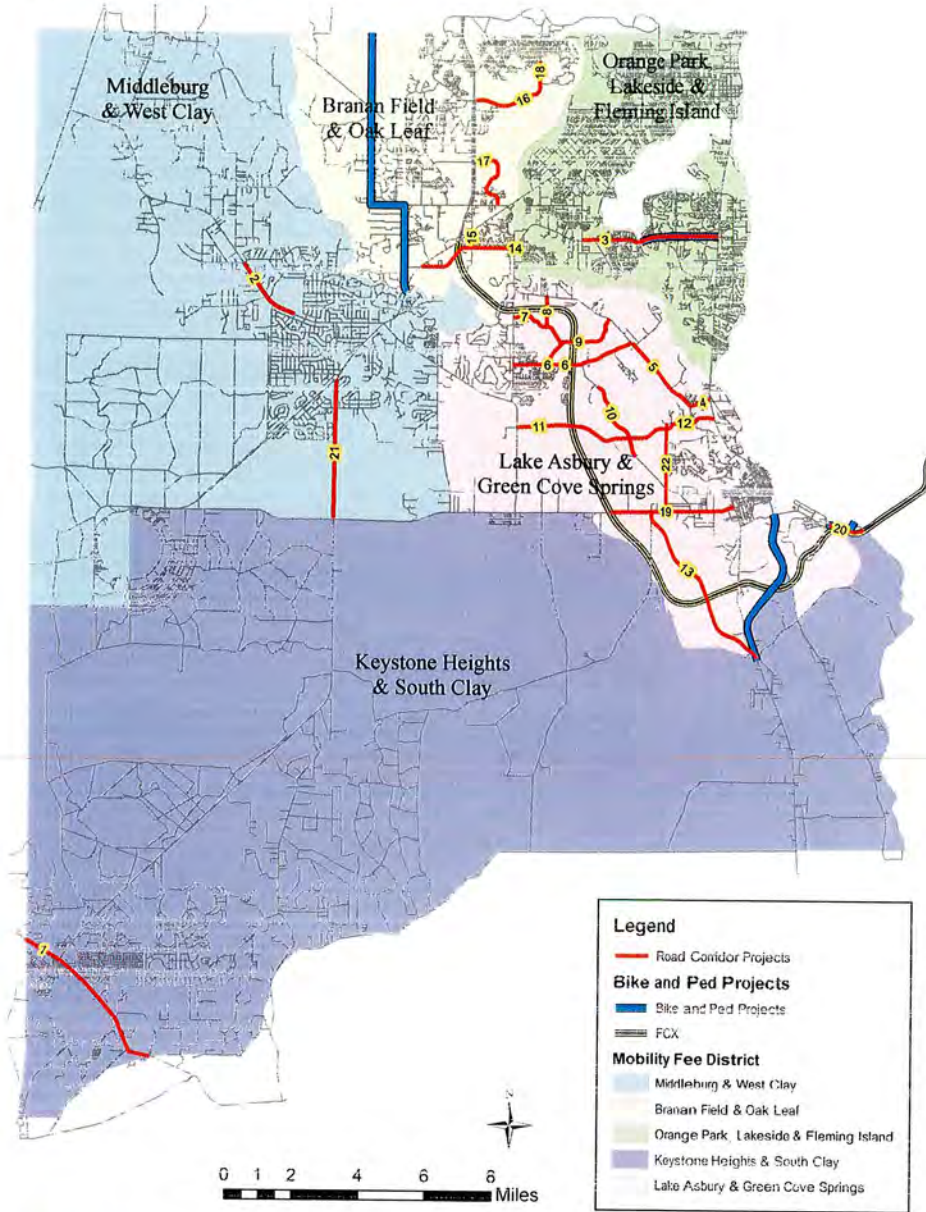 Middleburg
& West Clay
Branan Field
& Oak Leaf
Orange Park,
Lakeside &
Fleming Island
18
16
17
3
15
14
2
7
8
9
6
6
5
4
10
11
12
21
22
Lake Asbury &
Green Cove Springs
19
20
13
Keystone Heights
& South Clay
1
Legend
Road Corridor Projects
Bike and Ped Projects
Bike and Ped Projects
FCX
Mobility Fee District
Middleburg & West Clay
Branan Field & Oak Leaf
Orange Park, Lakeside & Fleming Island
Keystone Heights & South Clay
Lake Asbury & Green Cove Springs
0 1 2 4 6 8
Miles